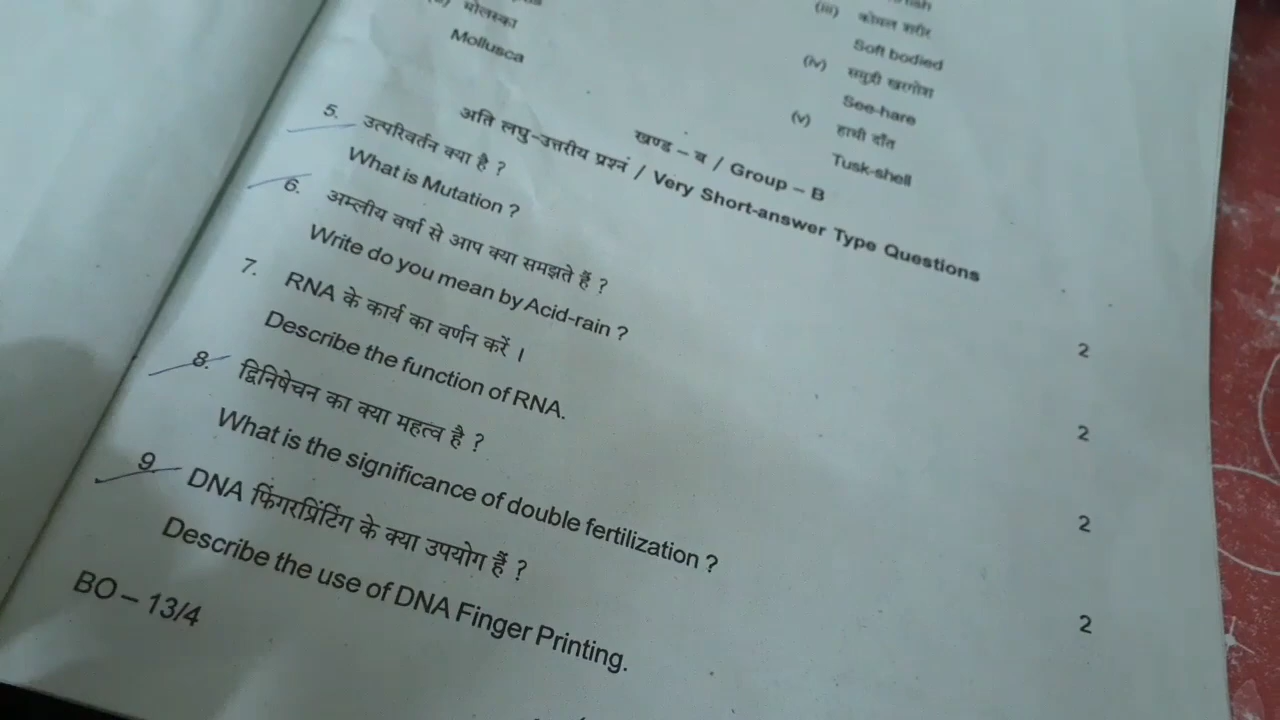 मोलस्का
Mollusca
(iii) कोमल शरीर
Soft bodied
(iv) समुद्री खरगोश
See-hare
(v) हाथी दाँत
Tusk-shell
खण्ड – ब / Group – B
अति लघु-उत्तरीय प्रश्न / Very Short-answer Type Questions
5. उत्परिवर्तन क्या है ?
What is Mutation ?
6. अम्लीय वर्षा से आप क्या समझते हैं ?
Write do you mean by Acid-rain ?
2
7. RNA के कार्य का वर्णन करें ।
Describe the function of RNA.
2
8. द्विनिषेचन का क्या महत्व है ?
What is the significance of double fertilization ?
2
9. DNA फिंगरप्रिंटिंग के क्या उपयोग हैं ?
Describe the use of DNA Finger Printing.
2
BO – 13/4